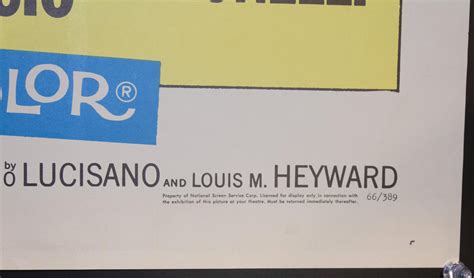 LOR®
by
O LUCISANO AND LOUIS M. HEYWARD
Property of National Screen Service Corp. Licensed for display only in connection with
the exhibition of this picture at your theatre. Must be returned immediately thereafter.
66/389